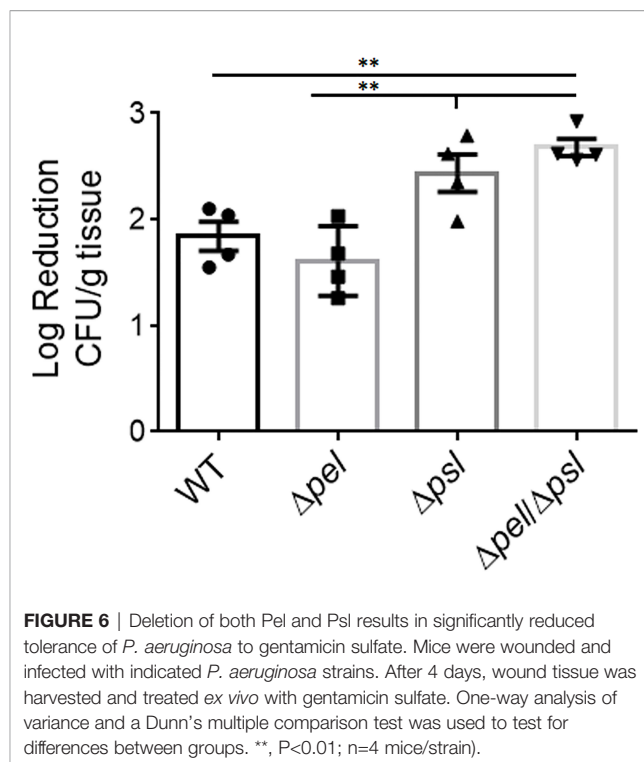 **
**
Log Reduction
CFU/g tissue
3
2
1
0
WT
Δpel
Δpsl
Δpel/Δpsl
FIGURE 6 | Deletion of both Pel and Psl results in significantly reduced
tolerance of P. aeruginosa to gentamicin sulfate. Mice were wounded and
infected with indicated P. aeruginosa strains. After 4 days, wound tissue was
harvested and treated ex vivo with gentamicin sulfate. One-way analysis of
variance and a Dunn’s multiple comparison test was used to test for
differences between groups. **, P<0.01; n=4 mice/strain).